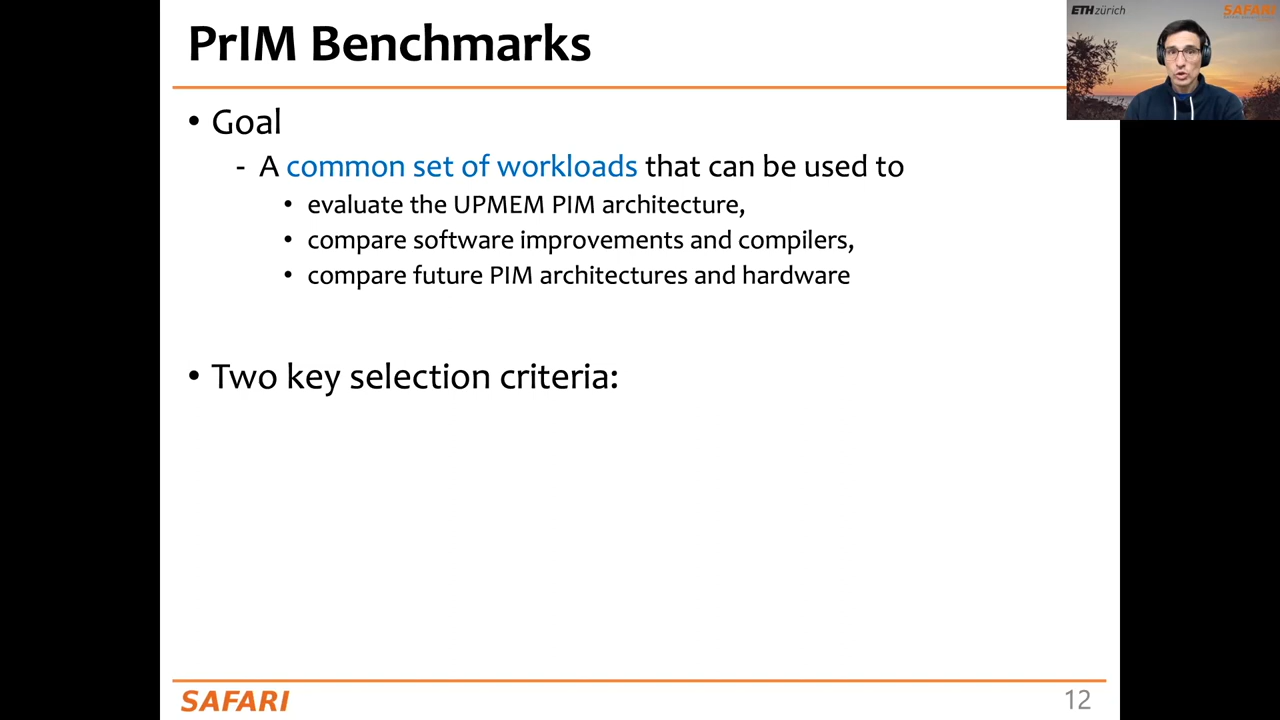 PrIM Benchmarks
• Goal
- A common set of workloads that can be used to
• evaluate the UPMEM PIM architecture,
• compare software improvements and compilers,
• compare future PIM architectures and hardware
• Two key selection criteria:
SAFARI
12
ETH zürich
SAFARI